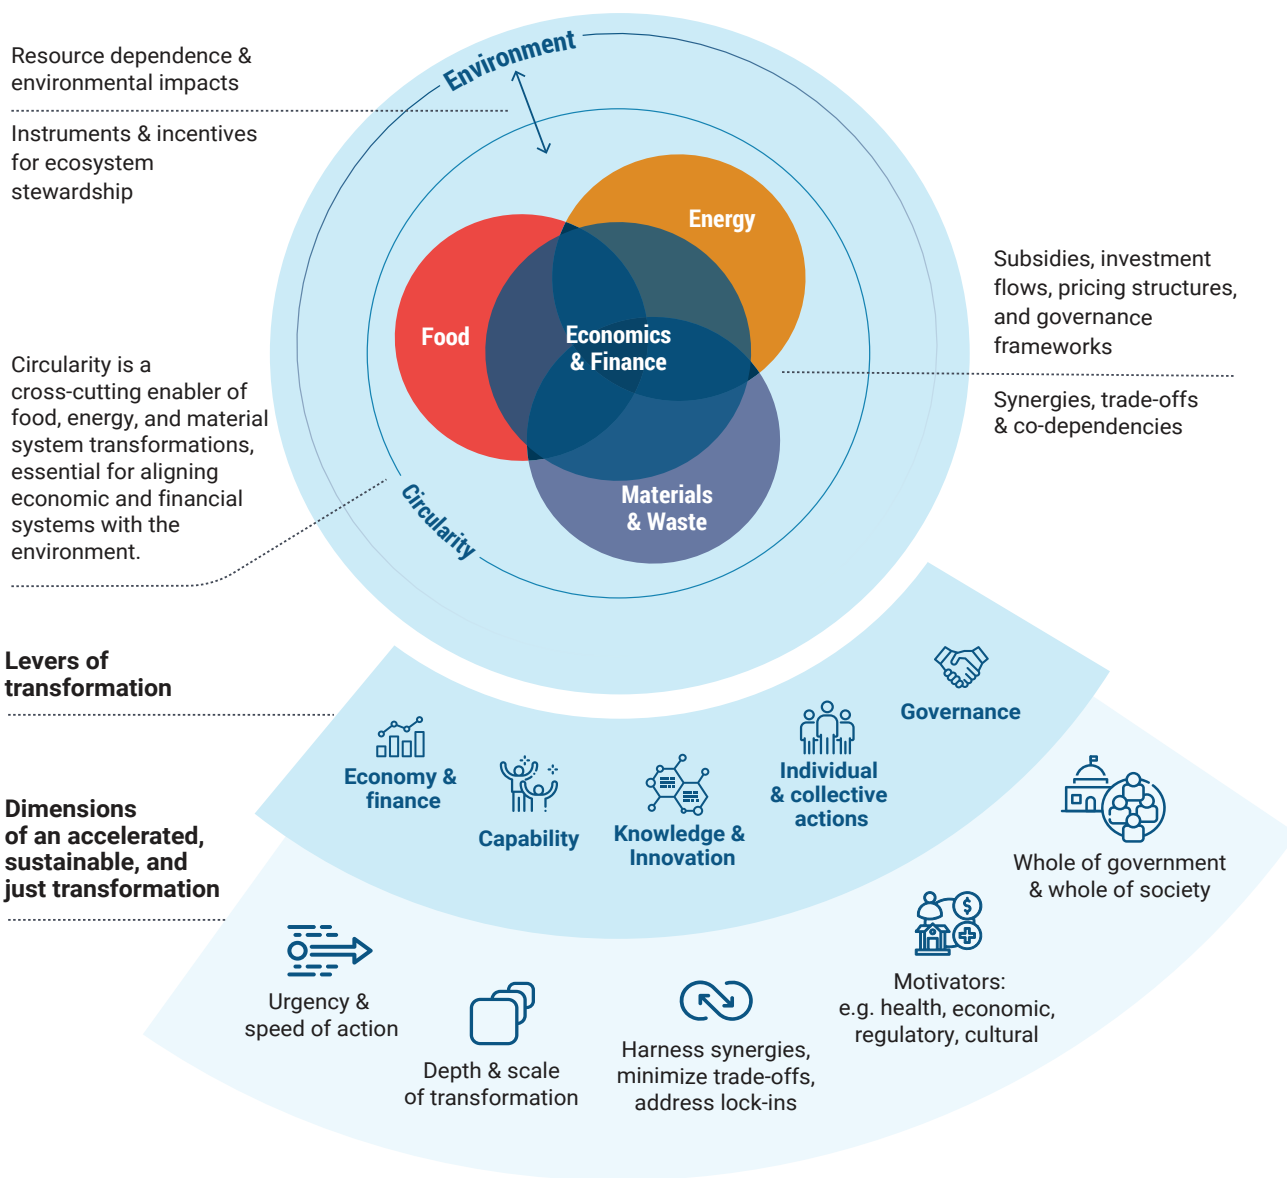 Resource dependence &
environmental impacts
Instruments & incentives
for ecosystem
stewardship
Environment
Energy
Food
Economics
& Finance
Materials
& Waste
Circularity
Subsidies, investment
flows, pricing structures,
and governance
frameworks
Synergies, trade-offs
& co-dependencies
Circularity is a
cross-cutting enabler of
food, energy, and material
system transformations,
essential for aligning
economic and financial
systems with the
environment.
Levers of
transformation
Economy &
finance
Capability
Knowledge &
Innovation
Individual
& collective
actions
Governance
Dimensions
of an accelerated,
sustainable, and
just transformation
Urgency &
speed of action
Depth & scale
of transformation
Harness synergies,
minimize trade-offs,
address lock-ins
$
Motivators:
e.g. health, economic,
regulatory, cultural
Whole of government
& whole of society